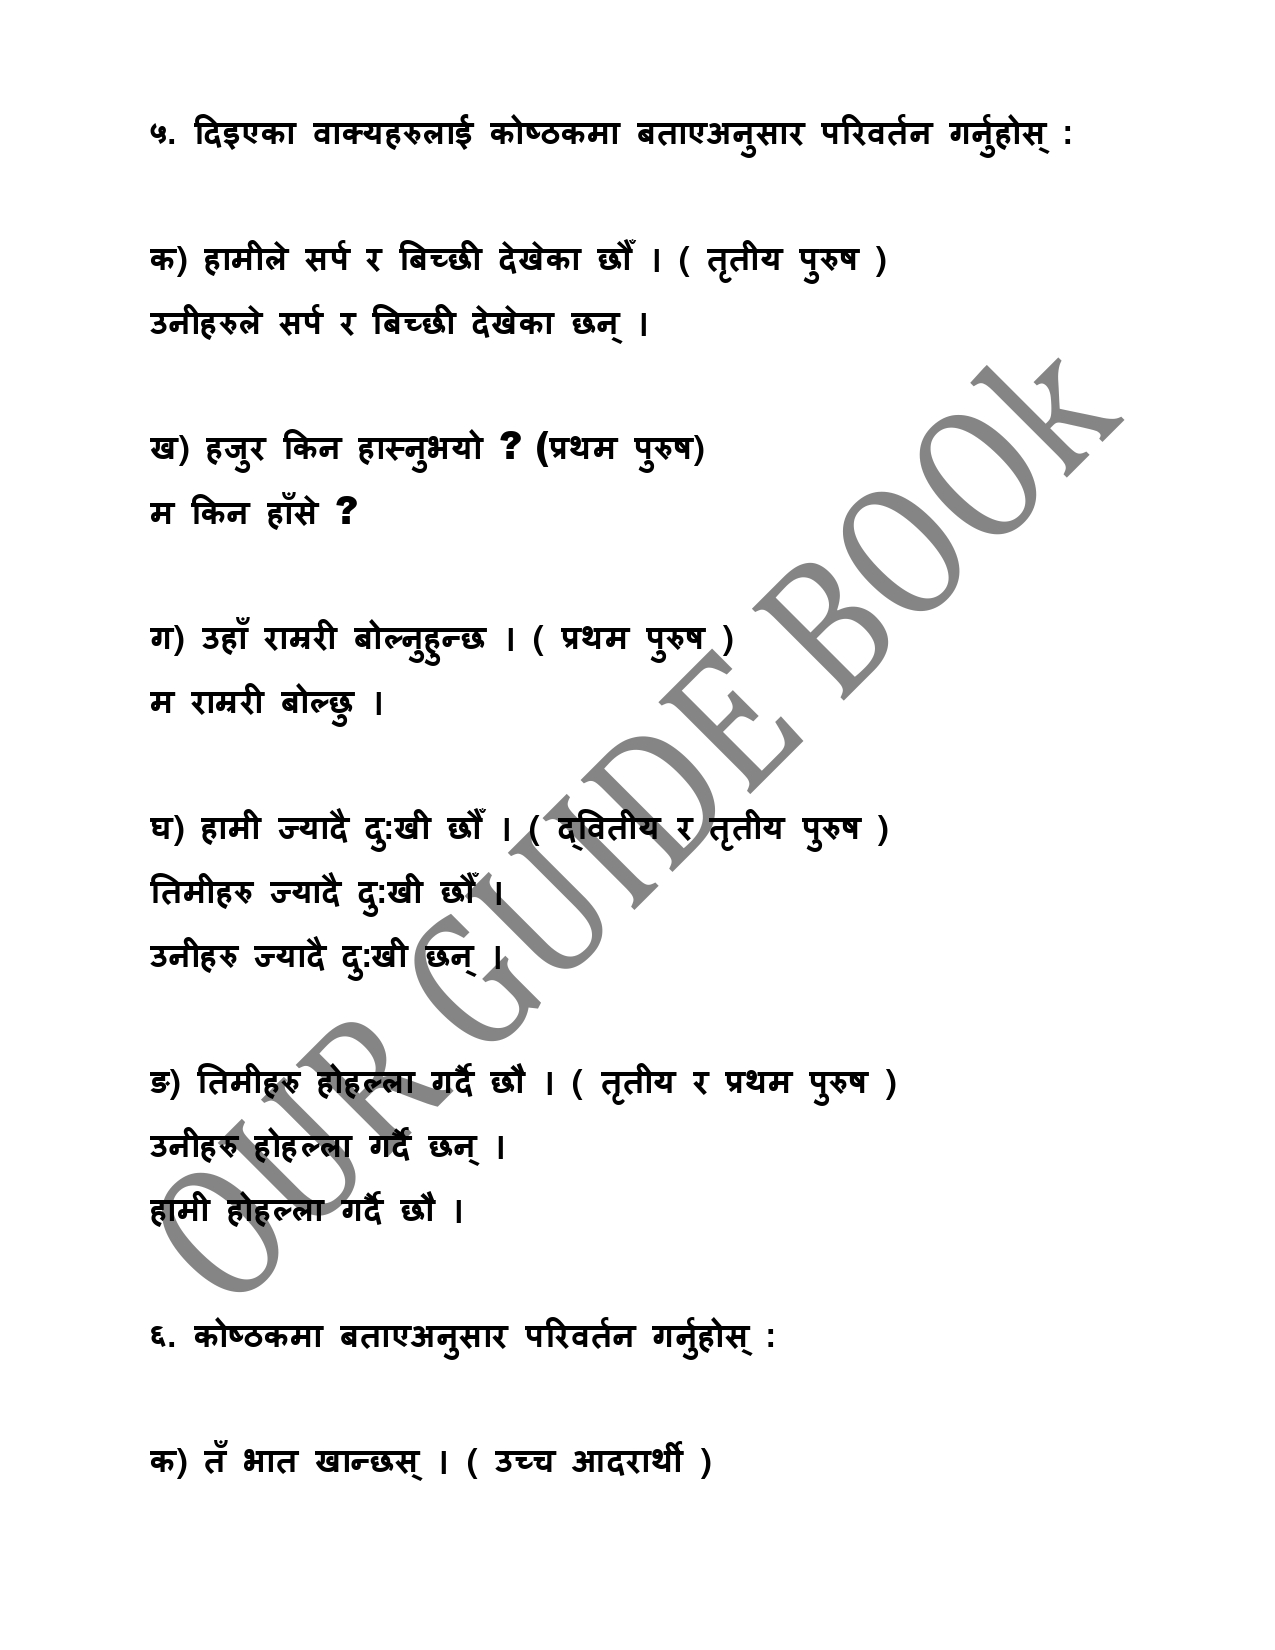 ५. दिइएका वाक्यहरुलाई कोष्ठकमा बताएअनुसार परिवर्तन गर्नुहोस् :
क) हामीले सर्प र बिच्छी देखेका छौँ । ( तृतीय पुरुष )
उनीहरुले सर्प र बिच्छी देखेका छन् ।
ख) हजुर किन हास्नुभयो ? (प्रथम पुरुष)
म किन हाँसे ?
ग) उहाँ राम्ररी बोल्नुहुन्छ । ( प्रथम पुरुष )
म राम्ररी बोल्छु ।
घ) हामी ज्यादै दुःखी छौँ । ( द्वितीय र तृतीय पुरुष )
तिमीहरु ज्यादै दुःखी छौँ ।
उनीहरु ज्यादै दुःखी छन् ।
ङ) तिमीहरु होहल्ला गर्दै छौ । ( तृतीय र प्रथम पुरुष )
उनीहरु होहल्ला गर्दै छन् ।
हामी होहल्ला गर्दै छौ ।
६. कोष्ठकमा बताएअनुसार परिवर्तन गर्नुहोस् :
क) तँ भात खान्छस् । ( उच्च आदरार्थी )
OUR GUIDE BOOk